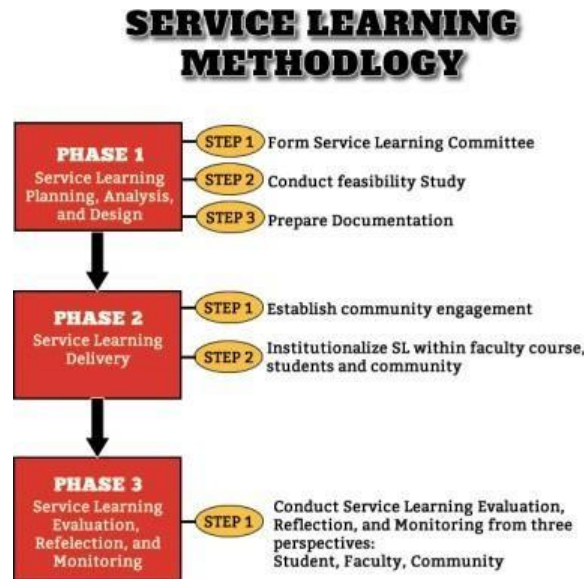 SERVICE LEARNING
METHODLOGY
PHASE 1
Service Learning
Planning, Analysis,
and Design
STEP 1 Form Service Learning Committee
STEP 2 Conduct feasibility Study
STEP 3 Prepare Documentation
PHASE 2
Service Learning
Delivery
STEP 1 Establish community engagement
STEP 2 Institutionalize SL within faculty course,
students and community
PHASE 3
Service Learning
Evaluation,
Refelection, and
Monitoring
STEP 1 Conduct Service Learning Evaluation,
Reflection, and Monitoring from three
perspectives:
Student, Faculty, Community